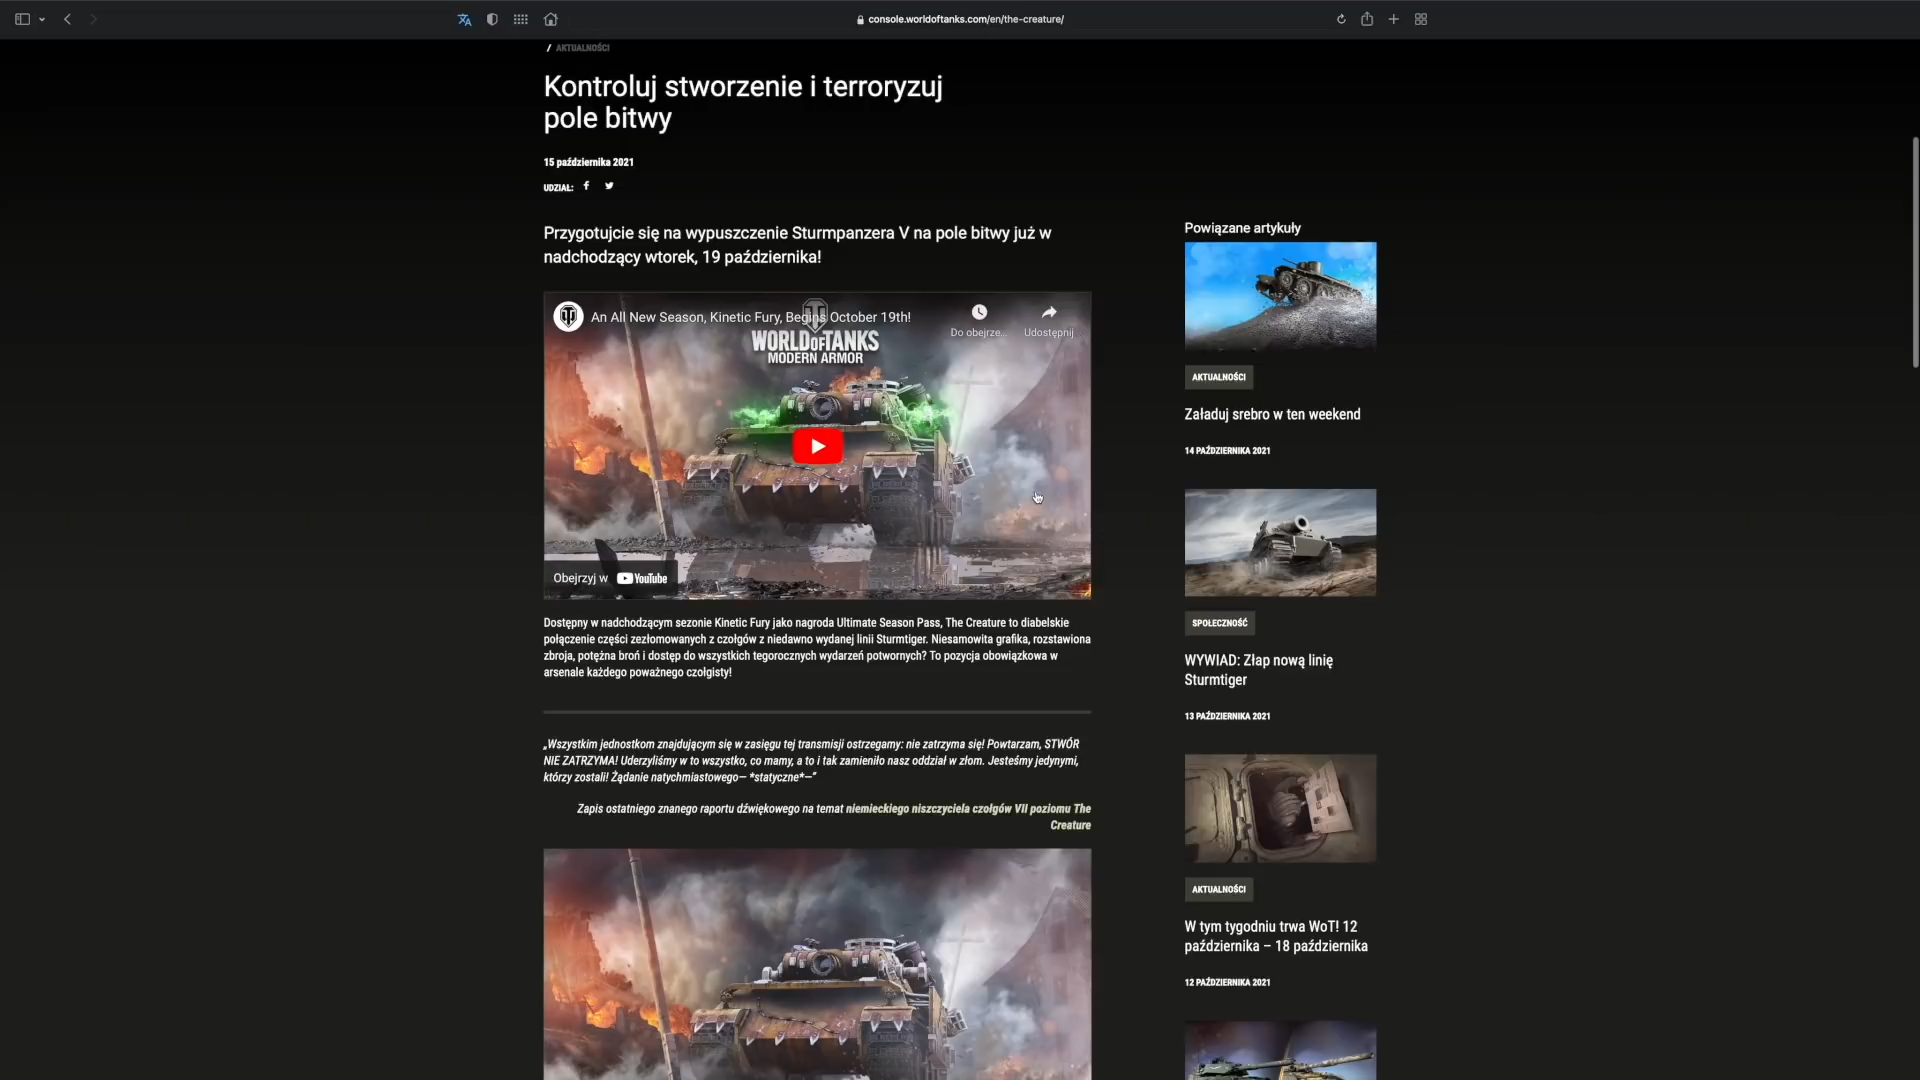 console.worldoftanks.com/en/the-creature/
/ AKTUALNOŚCI
Kontroluj stworzenie i terroryzuj
pole bitwy
15 października 2021
UDZIAŁ:
Przygotujcie się na wypuszczenie Sturmpanzera V na pole bitwy już w
nadchodzący wtorek, 19 października!
An All New Season, Kinetic Fury, Begins October 19th!
Do obejrze...
Udostępnij
WORLD OF TANKS
MODERN ARMOR
Obejrzyj w YouTube
Dostępny w nadchodzącym sezonie Kinetic Fury jako nagroda Ultimate Season Pass, The Creature to diabelskie
połączenie części zezłomowanych z czołgów z niedawno wydanej linii Sturmtiger. Niesamowita grafika, rozstawiona
zbroja, potężna broń i dostęp do wszystkich tegorocznych wydarzeń potwornych? To pozycja obowiązkowa w
arsenale każdego poważnego czołgisty!
„Wszystkim jednostkom znajdującym się w zasięgu tej transmisji ostrzegamy: nie zatrzyma się! Powtarzam, STWÓR
NIE ZATRZYMA! Uderzyliśmy w to wszystko, co mamy, a to i tak zamieniło nasz oddział w złom. Jesteśmy jedynymi,
którzy zostali! Żądanie natychmiastowego— *statyczne*—”
Zapis ostatniego znanego raportu dźwiękowego na temat niemieckiego niszczyciela czołgów VII poziomu The
Creature
Powiązane artykuły
AKTUALNOŚCI
Załaduj srebro w ten weekend
14 PAŹDZIERNIKA 2021
SPOŁECZNOŚĆ
WYWIAD: Złap nową linię
Sturmtiger
13 PAŹDZIERNIKA 2021
AKTUALNOŚCI
W tym tygodniu trwa WoT! 12
października – 18 października
12 PAŹDZIERNIKA 2021